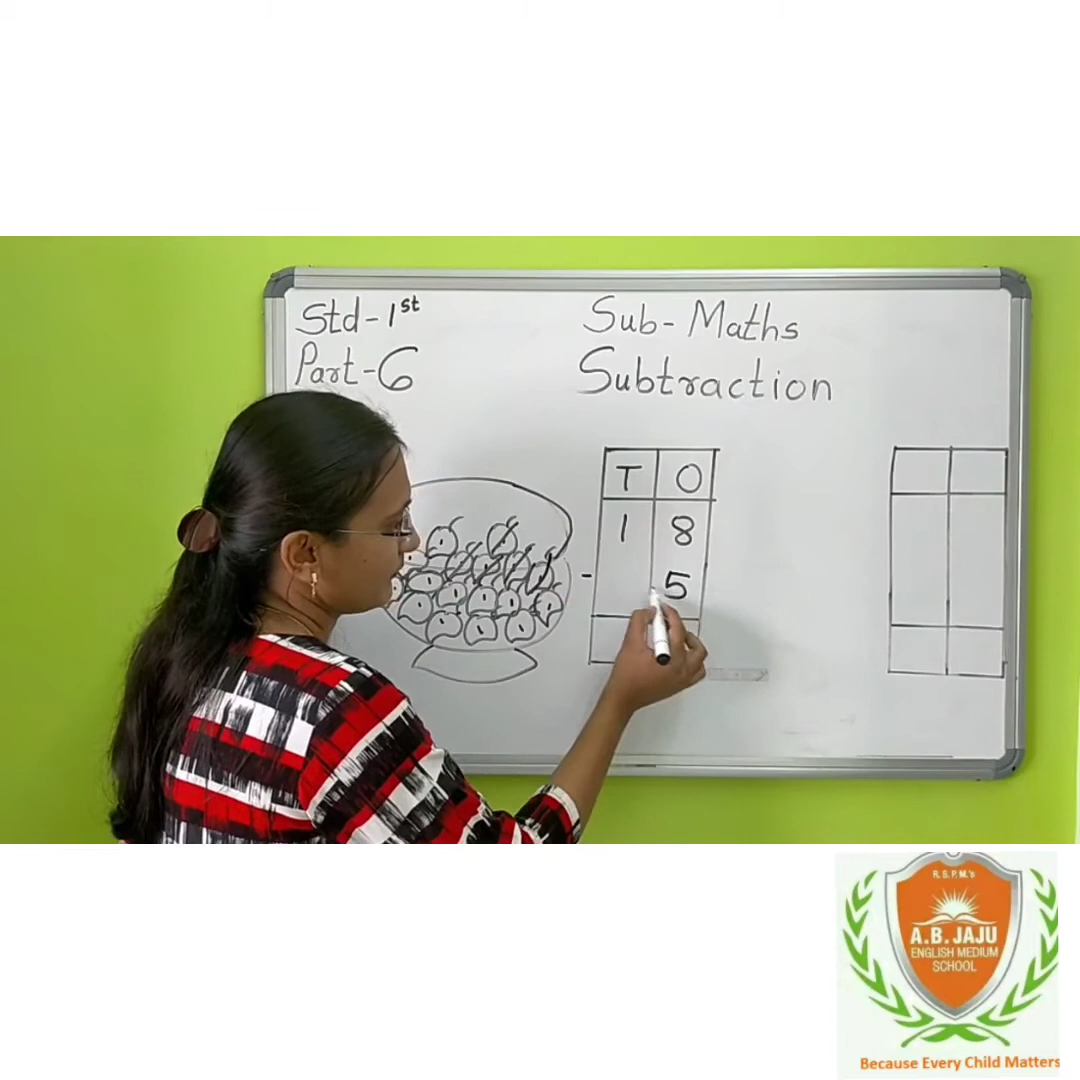 Std-1st
Sub-Maths
Part-6
Subtraction
T O
1 8
- 5
R.S.P.M.'s
A.B. JAJU
ENGLISH MEDIUM
SCHOOL
Because Every Child Matters